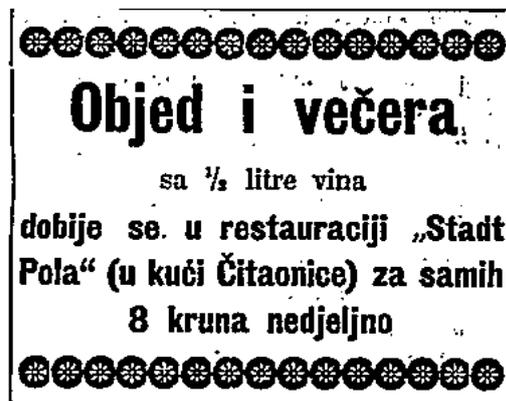 Objed i večera
sa ½ litre vina
dobije se u restauraciji „Stadt
Pola“ (u kući Čitaonice) za samih
8 kruna nedjeljno